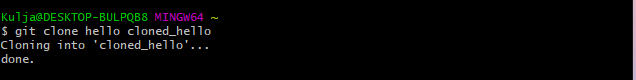 Kulja@DESKTOP-BULPQB8 MINGW64 ~
$ git clone hello cloned_hello
Cloning into 'cloned_hello'...
done.